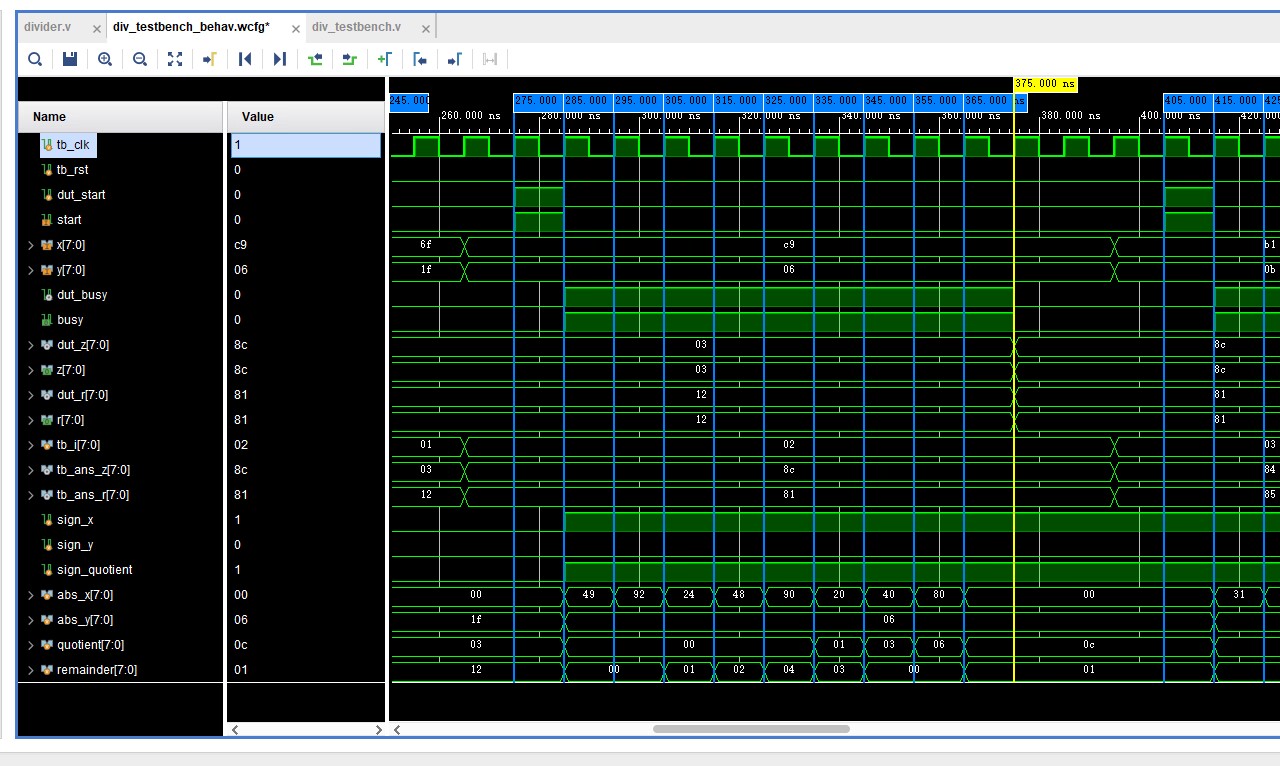 divider.v × div_testbench_behav.wcfg* × div_testbench.v ×
375.000 ns
245.000 275.000 285.000 295.000 305.000 315.000 325.000 335.000 345.000 355.000 365.000 ns 405.000 415.000 425
260.000 ns 280.000 ns 300.000 ns 320.000 ns 340.000 ns 360.000 ns 380.000 ns 400.000 ns 420.000
Name Value
tb_clk 1
tb_rst 0
dut_start 0
start 0
x[7:0] c9 6f c9 b1
y[7:0] 06 1f 06 0b
dut_busy 0
busy 0
dut_z[7:0] 8c 03 8c
z[7:0] 8c 03 8c
dut_r[7:0] 81 12 81
r[7:0] 81 12 81
tb_i[7:0] 02 01 02 03
tb_ans_z[7:0] 8c 03 8c 84
tb_ans_r[7:0] 81 12 81 85
sign_x 1
sign_y 0
sign_quotient 1
abs_x[7:0] 00 00 49 92 24 48 90 20 40 80 00 31
abs_y[7:0] 06 1f 06
quotient[7:0] 0c 03 00 01 03 06 0c
remainder[7:0] 01 12 00 01 02 04 03 00 01